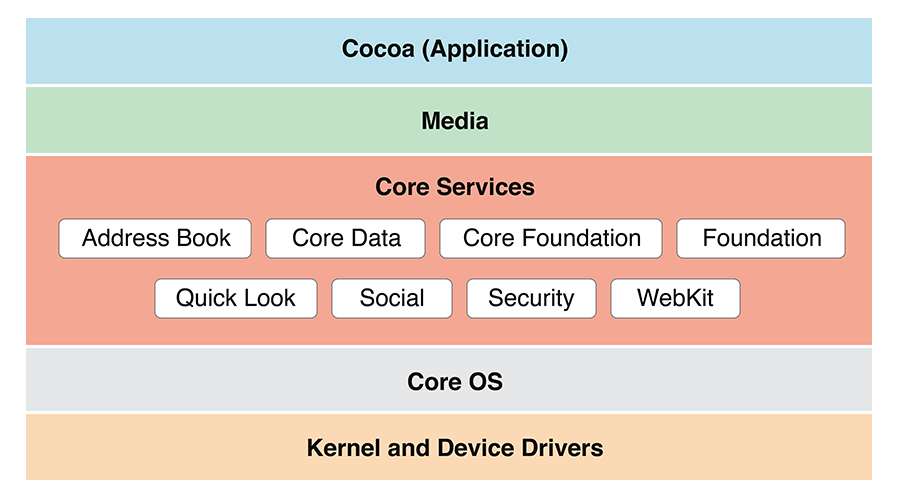 Cocoa (Application)
Media
Core Services
Address Book Core Data Core Foundation Foundation
Quick Look Social Security WebKit
Core OS
Kernel and Device Drivers